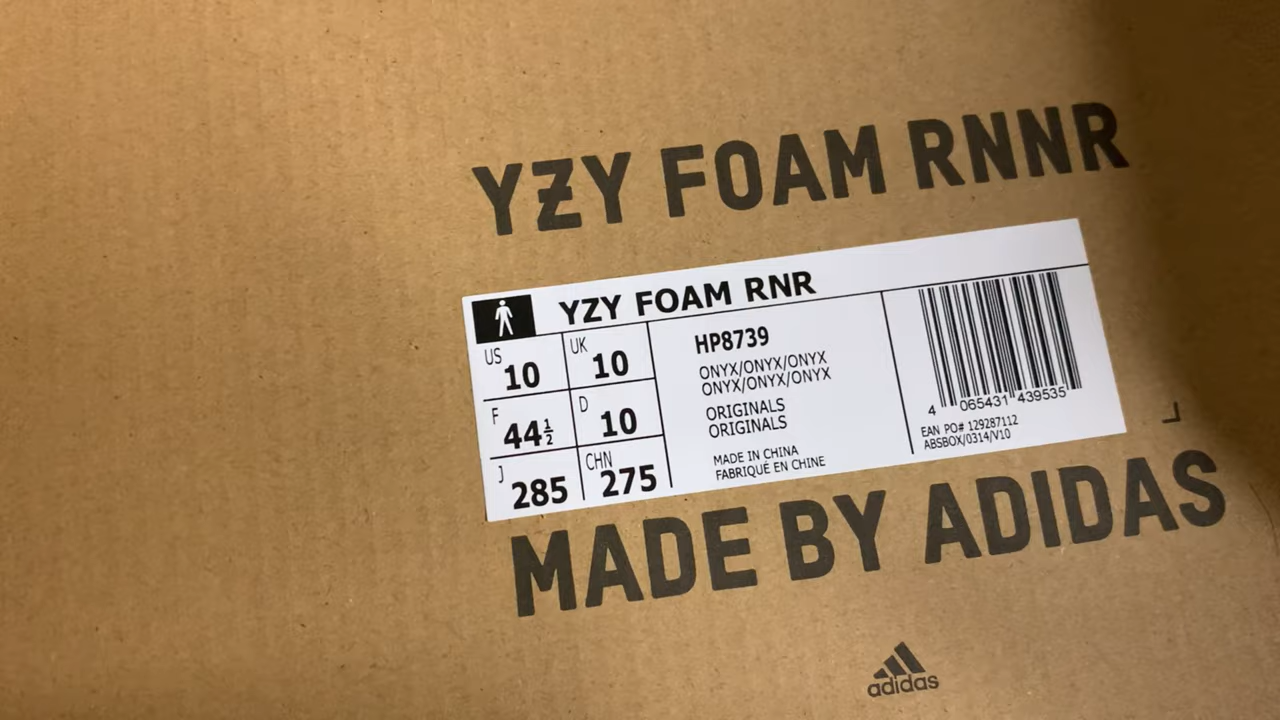 YZY FOAM RNNR
YZY FOAM RNR
US 10 UK 10
F 44½ D 10
J 285 CHN 275
HP8739
ONYX/ONYX/ONYX
ONYX/ONYX/ONYX
ORIGINALS
ORIGINALS
MADE IN CHINA
FABRIQUÉ EN CHINE
4 065431 439535
EAN PO# 129287112
ABSBOX/0314/V10
MADE BY ADIDAS
adidas